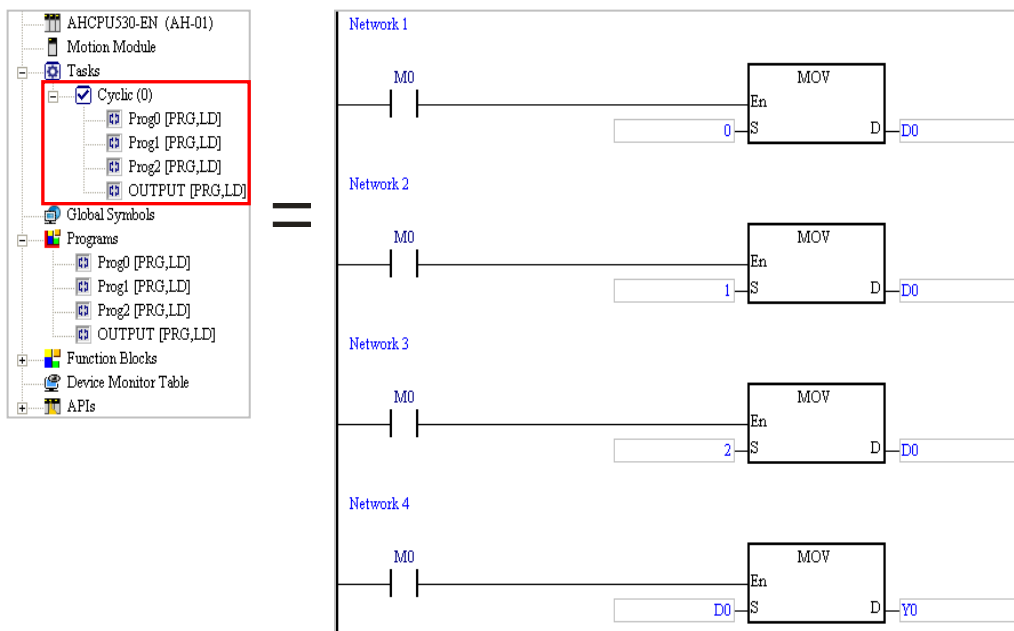 AHCPU530-EN (AH-01)
Motion Module
Tasks
Cyclic (0)
Prog0 [PRG,LD]
Prog1 [PRG,LD]
Prog2 [PRG,LD]
OUTPUT [PRG,LD]
Global Symbols
Programs
Prog0 [PRG,LD]
Prog1 [PRG,LD]
Prog2 [PRG,LD]
OUTPUT [PRG,LD]
Function Blocks
Device Monitor Table
APIs
=
Network 1
M0
MOV
En
0 S D D0
Network 2
M0
MOV
En
1 S D D0
Network 3
M0
MOV
En
2 S D D0
Network 4
M0
MOV
En
D0 S D Y0